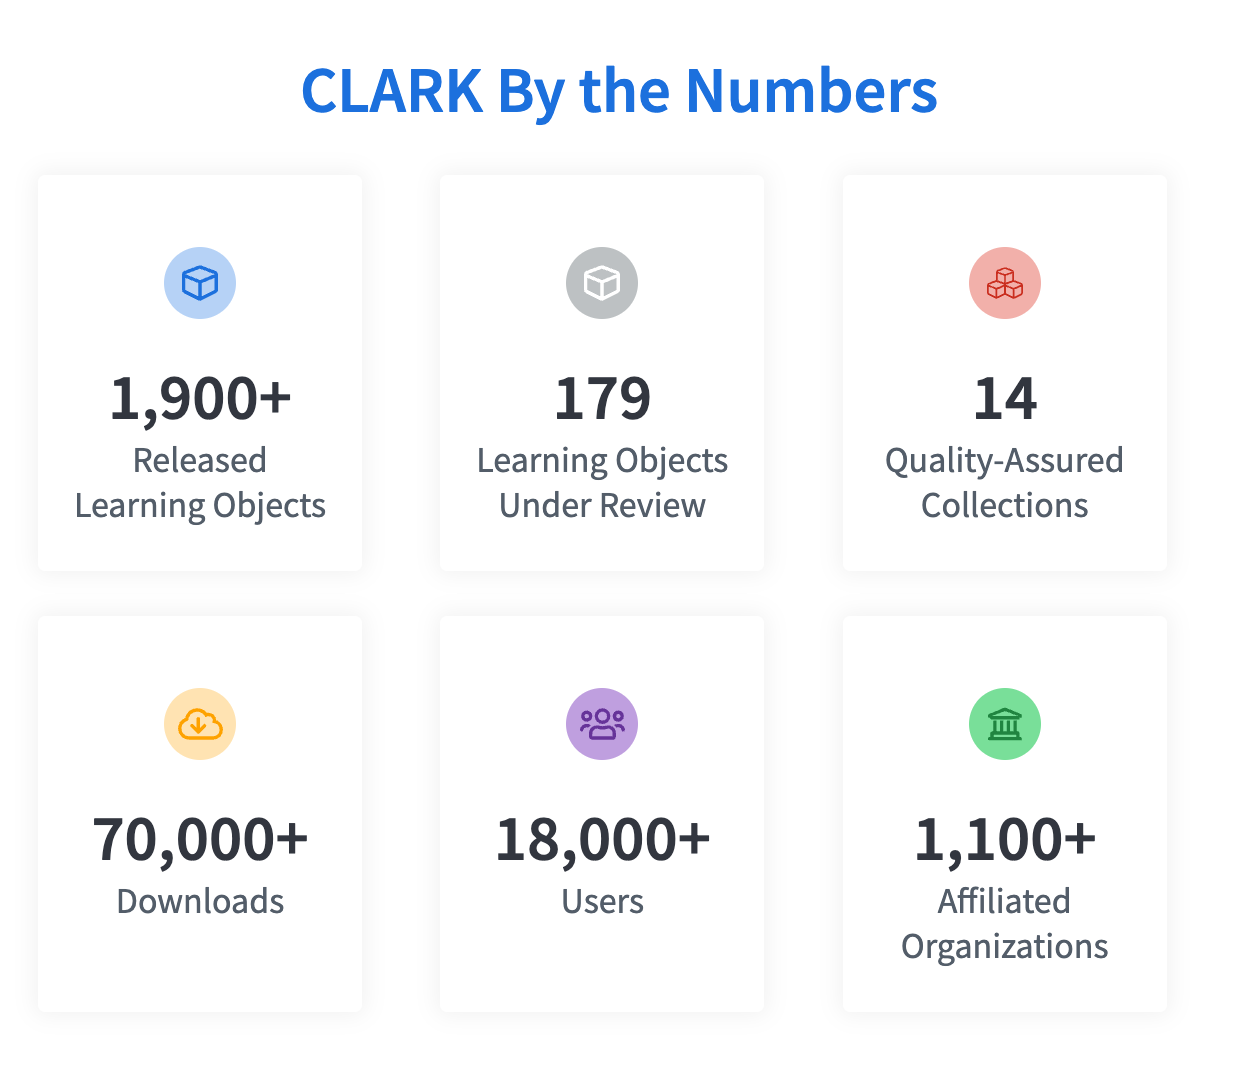 CLARK By the Numbers
1,900+
Released
Learning Objects
179
Learning Objects
Under Review
14
Quality-Assured
Collections
70,000+
Downloads
18,000+
Users
1,100+
Affiliated
Organizations